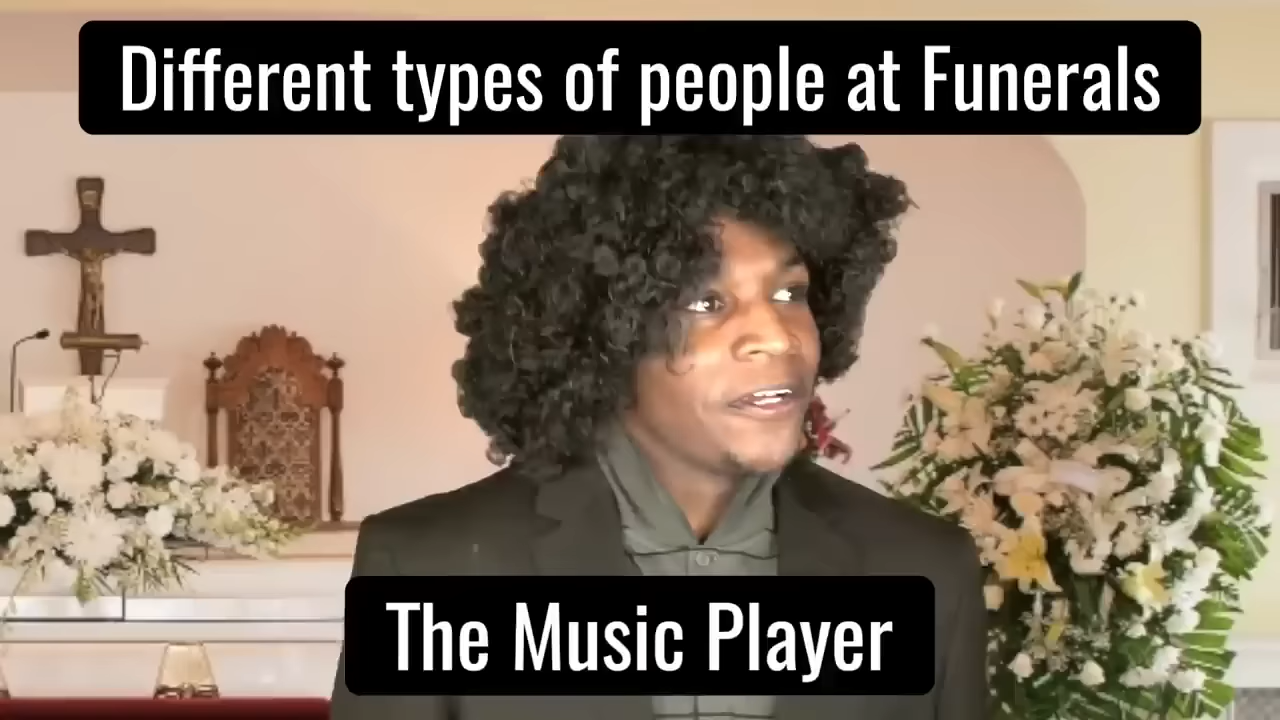 Different types of people at Funerals
The Music Player